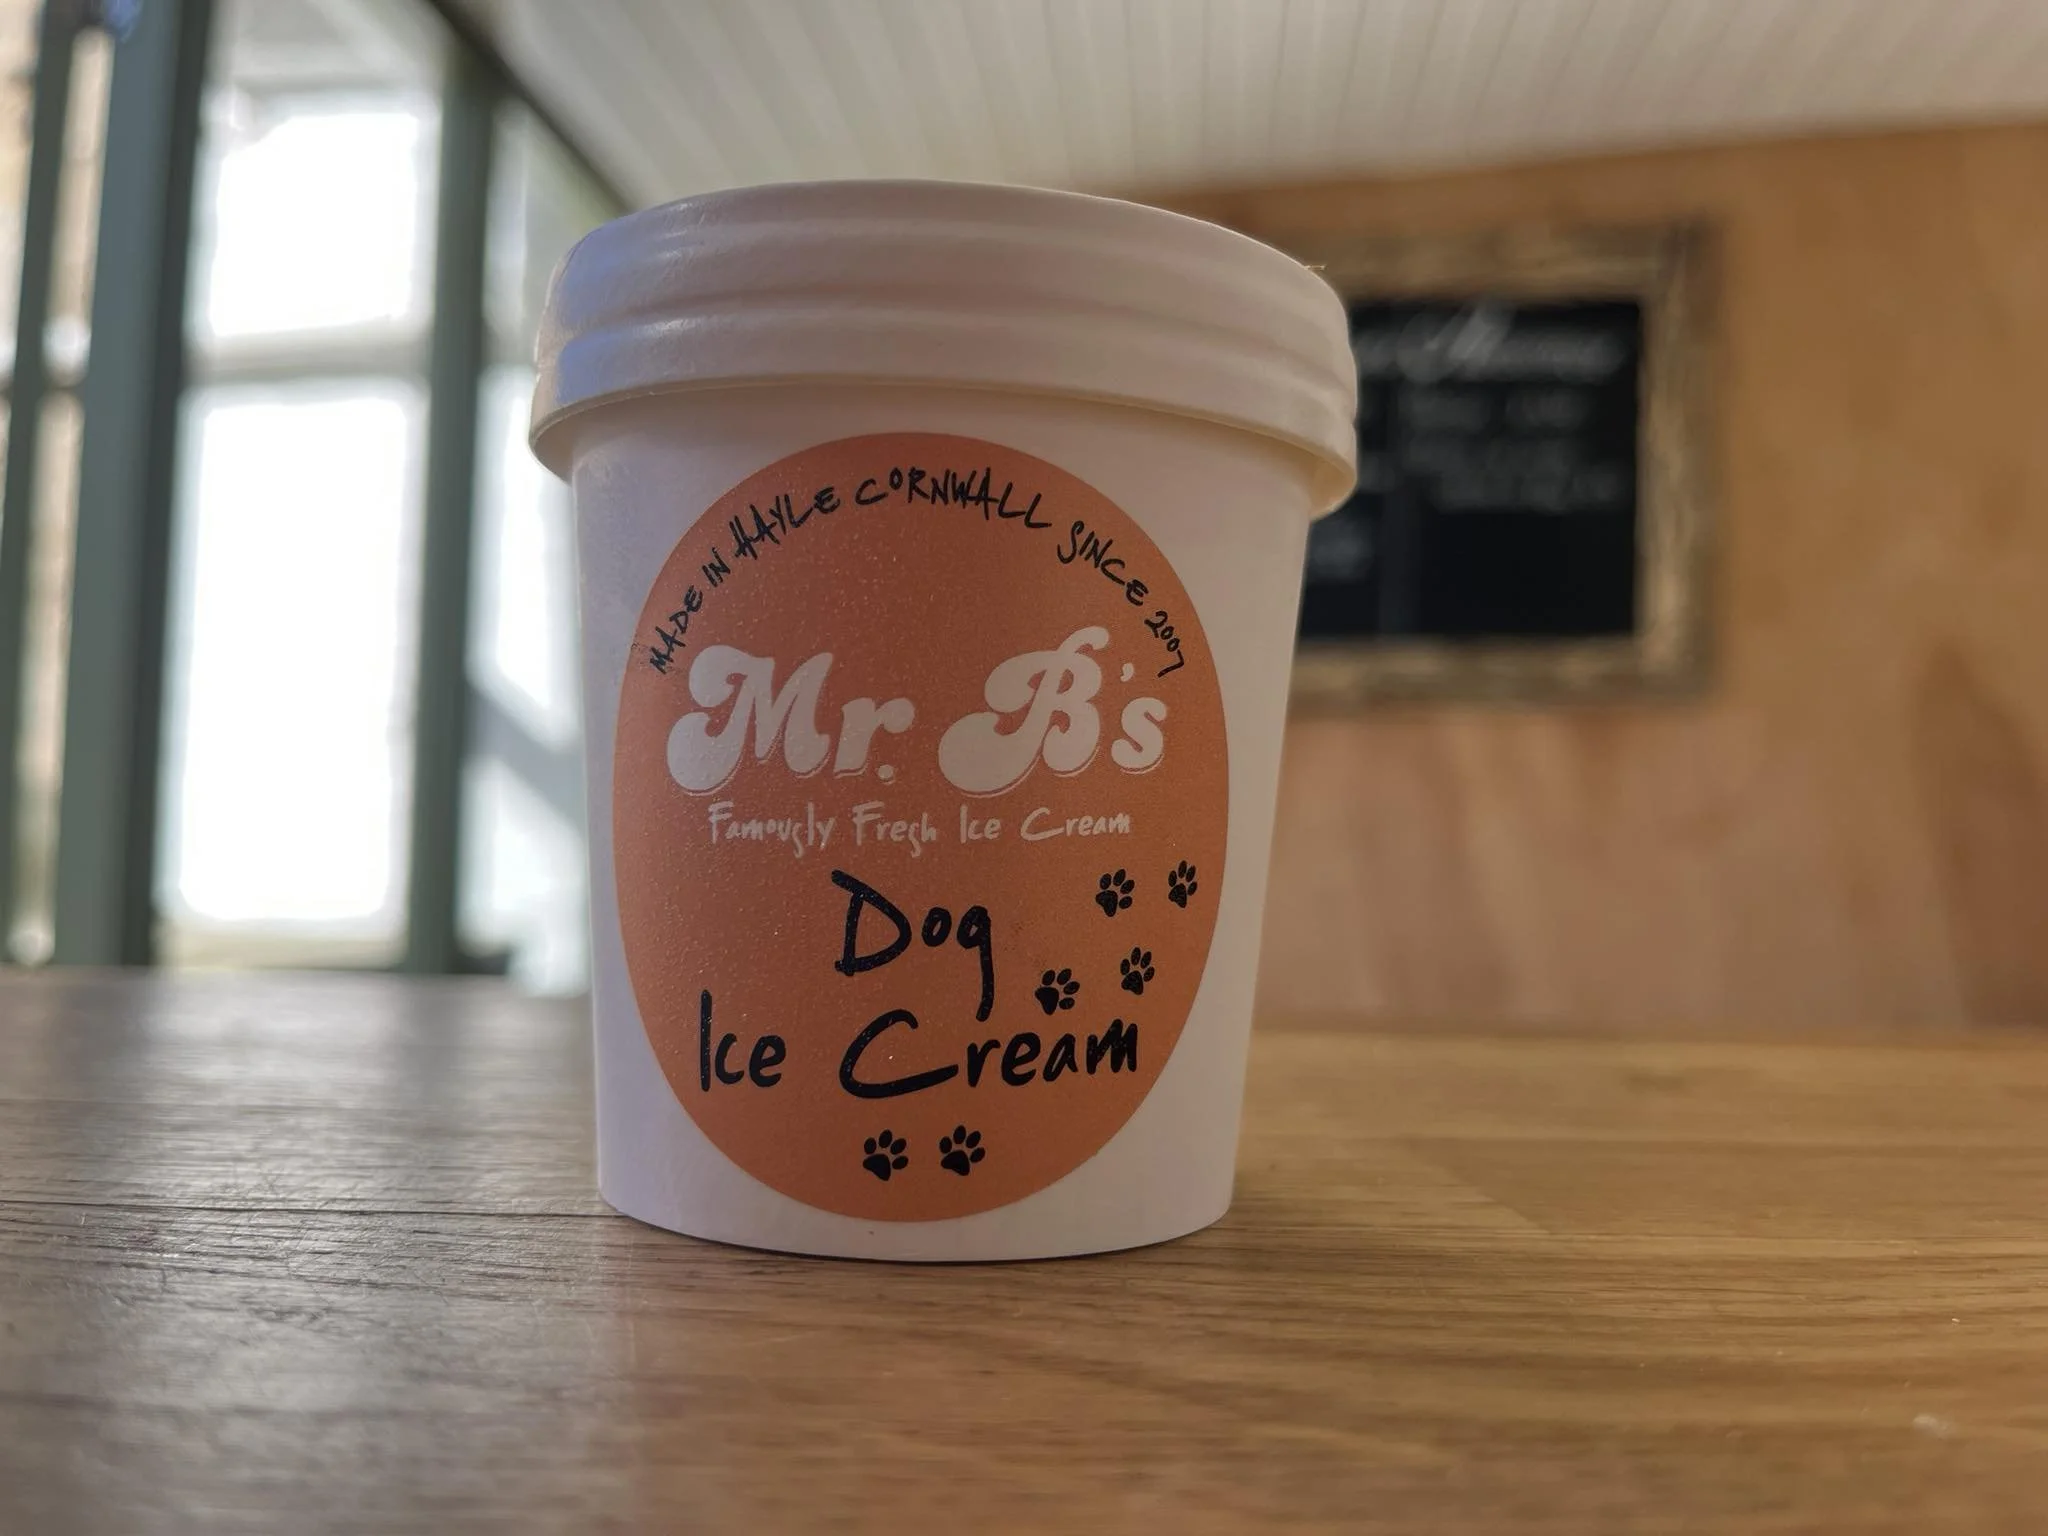 MADE IN HAYLE CORNWALL SINCE 2007
Mr. B's
Famously Fresh Ice Cream
Dog
Ice Cream